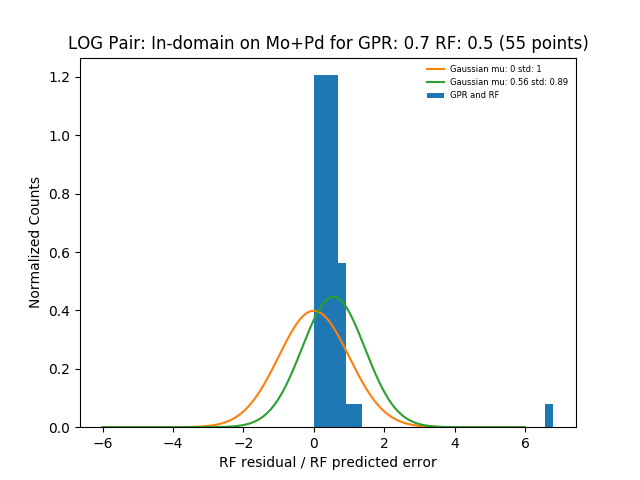 LOG Pair: In-domain on Mo+Pd for GPR: 0.7 RF: 0.5 (55 points)
Gaussian mu: 0 std: 1
Gaussian mu: 0.56 std: 0.89
GPR and RF
Normalized Counts
1.2
1.0
0.8
0.6
0.4
0.2
0.0
−6 −4 −2 0 2 4 6
RF residual / RF predicted error